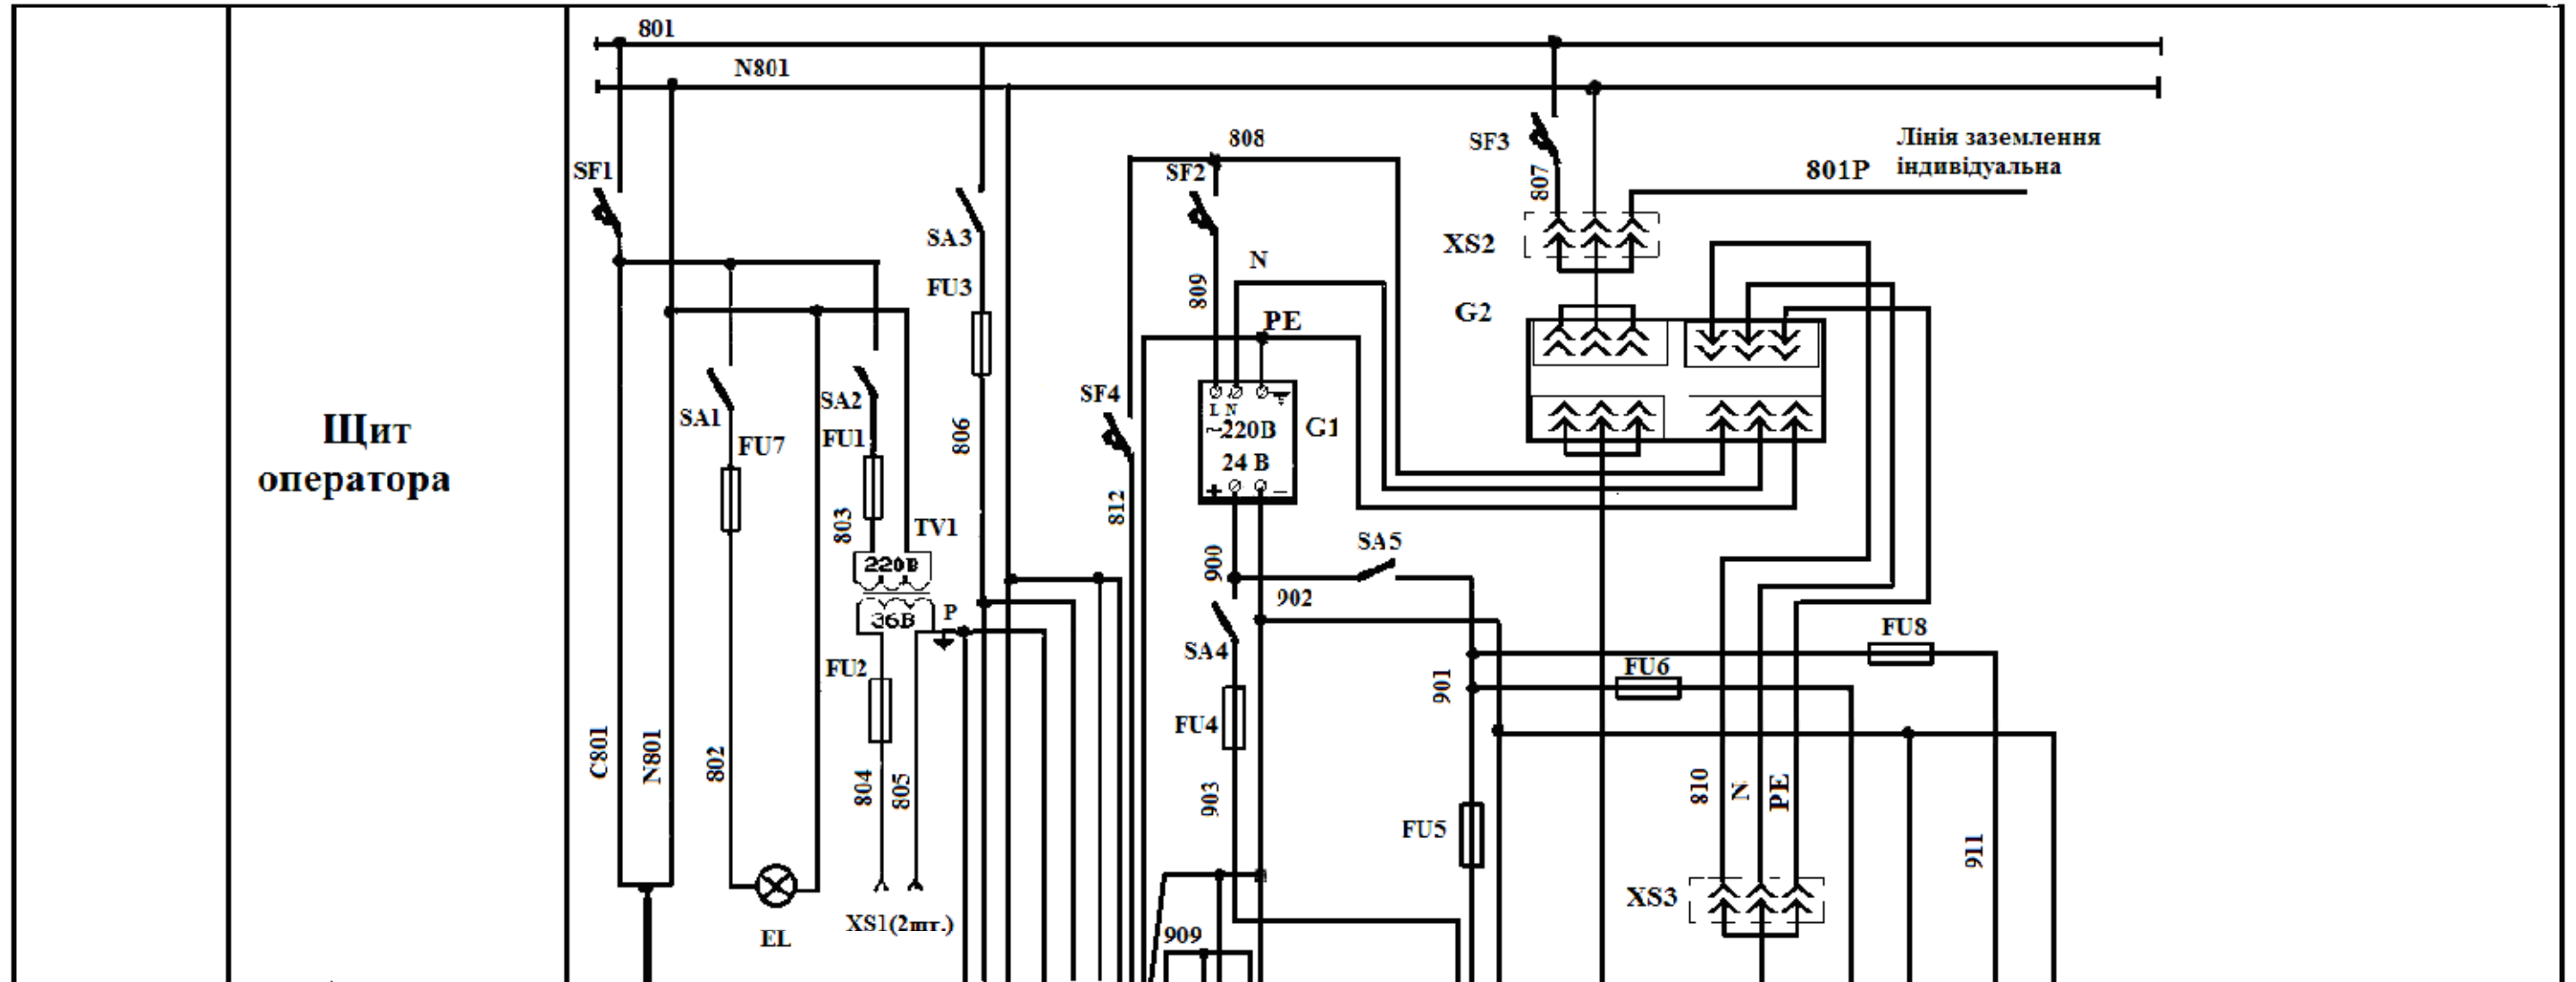 801
N801
808
SF3
Лінія заземлення
801P індивідуальна
SF1
SF2
807
SA3
XS2
N
809
FU3
G2
PE
SF4
SA2
L N
SA1
Щит
оператора
FU1
~220В
G1
FU7
806
24 В
+ −
812
803
TV1
SA5
220В
900
902
36В
P
FU8
SA4
FU2
FU6
901
FU4
C801
N801
802
804
805
903
810
N
PE
FU5
911
XS3
XS1(2шт.)
EL
909